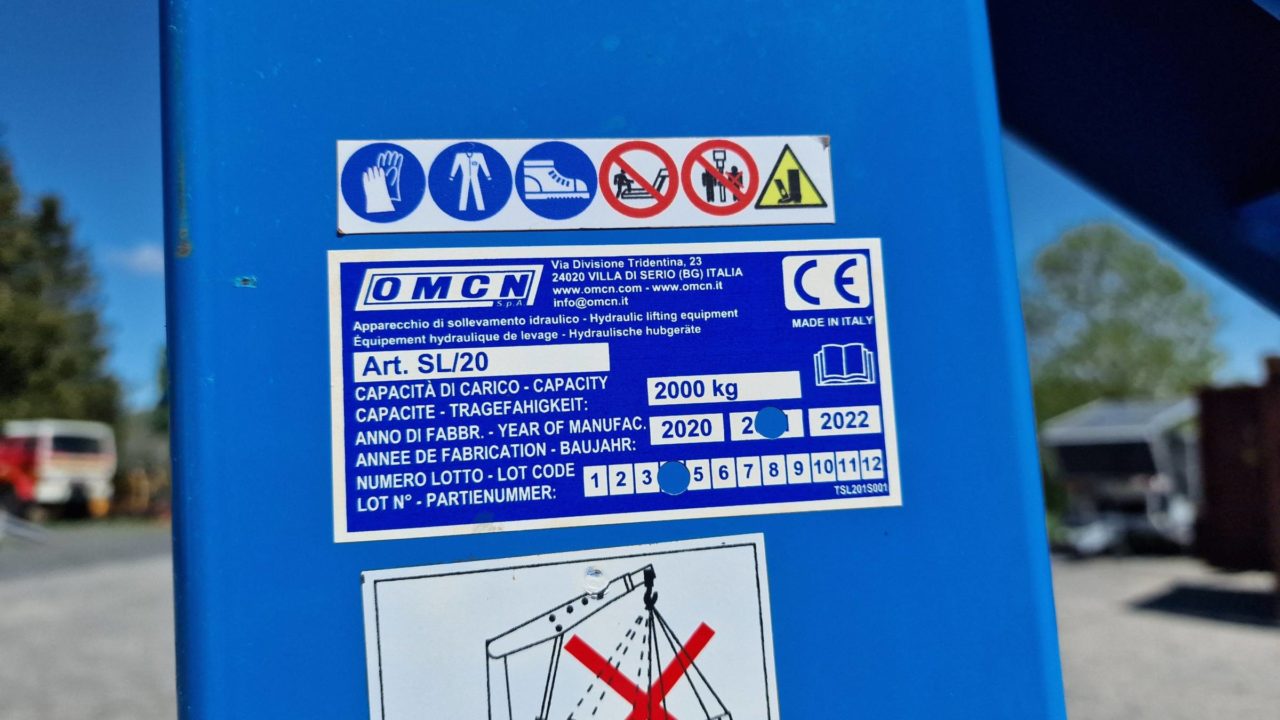 OMCN
S.p.A.
Via Divisione Tridentina, 23
24020 VILLA DI SERIO (BG) ITALIA
www.omcn.com - www.omcn.it
info@omcn.it
CE
MADE IN ITALY
Apparecchio di sollevamento idraulico - Hydraulic lifting equipment
Équipement hydraulique de levage - Hydraulische hubgeräte
Art. SL/20
CAPACITÀ DI CARICO - CAPACITY
CAPACITE - TRAGEFAHIGKEIT:
2000 kg
ANNO DI FABBR. - YEAR OF MANUFAC.
ANNEE DE FABRICATION - BAUJAHR:
2020 2 1 2022
NUMERO LOTTO - LOT CODE
LOT N° - PARTIENUMMER:
1 2 3 5 6 7 8 9 10 11 12
TSL201S001